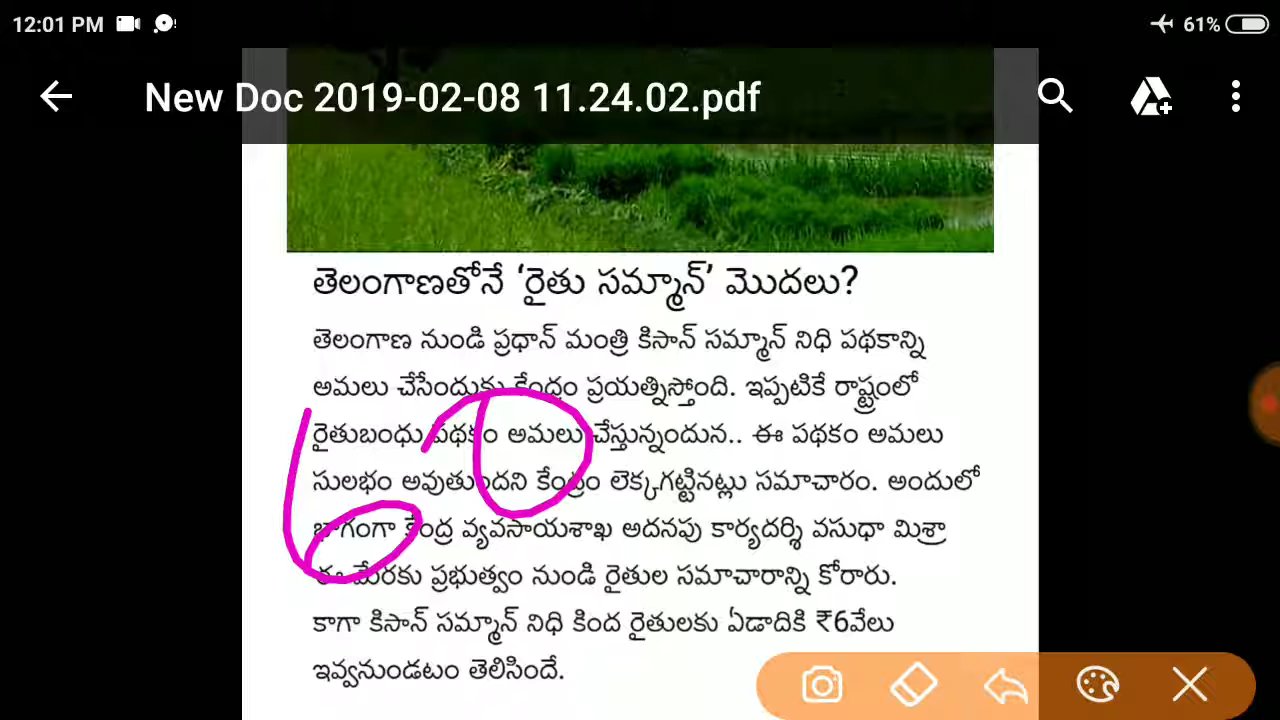 12:01 PM 61%
New Doc 2019-02-08 11.24.02.pdf
తెలంగాణతోనే ‘రైతు సమ్మాన్’ మొదలు?
తెలంగాణ నుండి ప్రధాన్ మంత్రి కిసాన్ సమ్మాన్ నిధి పథకాన్ని
అమలు చేసేందుకు కేంద్రం ప్రయత్నిస్తోంది. ఇప్పటికే రాష్ట్రంలో
రైతుబంధు పథకం అమలు చేస్తున్నందున.. ఈ పథకం అమలు
సులభం అవుతుందని కేంద్రం లెక్కగట్టినట్లు సమాచారం. అందులో
భాగంగా కేంద్ర వ్యవసాయశాఖ అదనపు కార్యదర్శి వసుధా మిశ్రా
ఈ మేరకు ప్రభుత్వం నుండి రైతుల సమాచారాన్ని కోరారు.
కాగా కిసాన్ సమ్మాన్ నిధి కింద రైతులకు ఏడాదికి ₹6వేలు
ఇవ్వనుండటం తెలిసిందే.